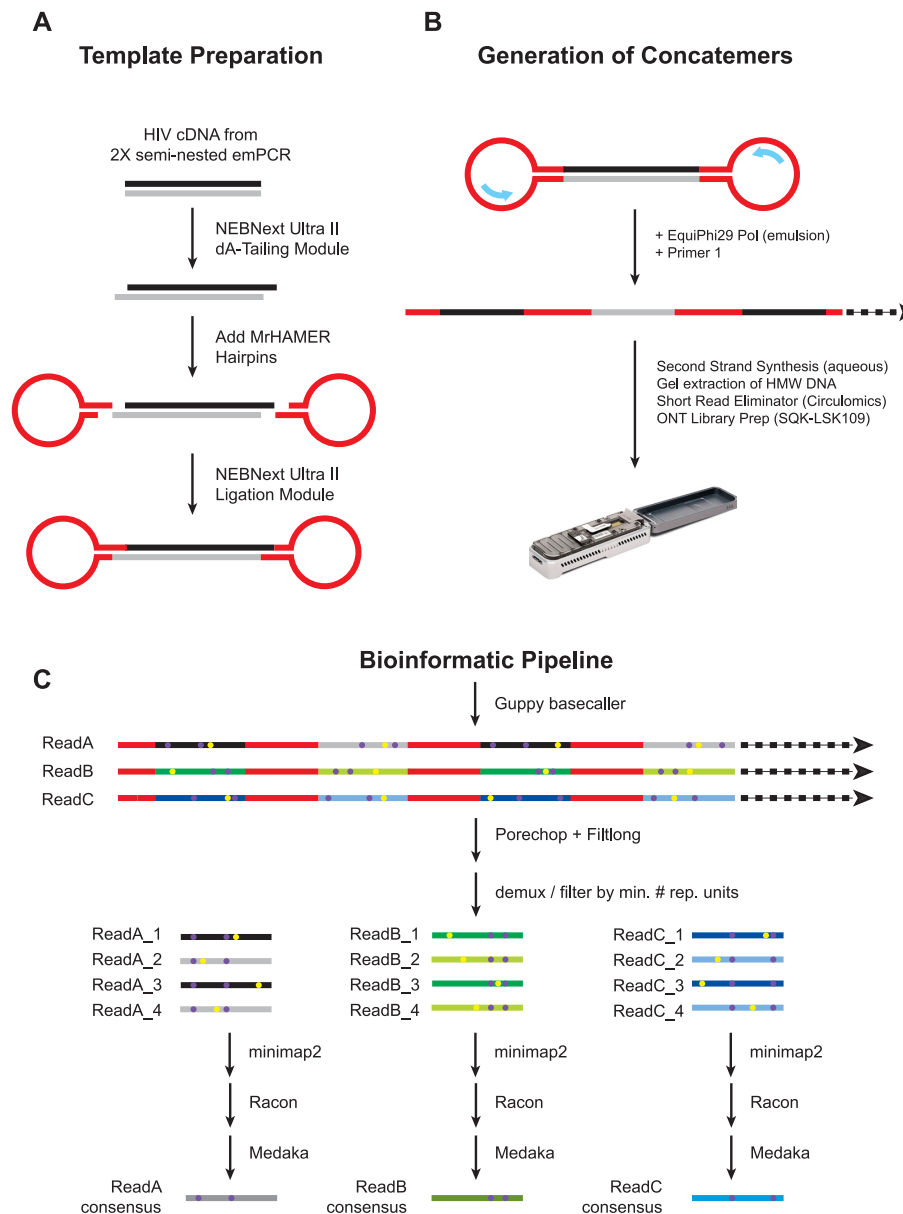 A
Template Preparation
HIV cDNA from
2X semi-nested emPCR
NEBNext Ultra II
dA-Tailing Module
Add MrHAMER
Hairpins
NEBNext Ultra II
Ligation Module
B
Generation of Concatemers
+ EquiPhi29 Pol (emulsion)
+ Primer 1
Second Strand Synthesis (aqueous)
Gel extraction of HMW DNA
Short Read Eliminator (Circulomics)
ONT Library Prep (SQK-LSK109)
C
Bioinformatic Pipeline
Guppy basecaller
ReadA
ReadB
ReadC
Porechop + Filtlong
demux / filter by min. # rep. units
ReadA_1
ReadA_2
ReadA_3
ReadA_4
minimap2
Racon
Medaka
ReadA
consensus
ReadB_1
ReadB_2
ReadB_3
ReadB_4
minimap2
Racon
Medaka
ReadB
consensus
ReadC_1
ReadC_2
ReadC_3
ReadC_4
minimap2
Racon
Medaka
ReadC
consensus